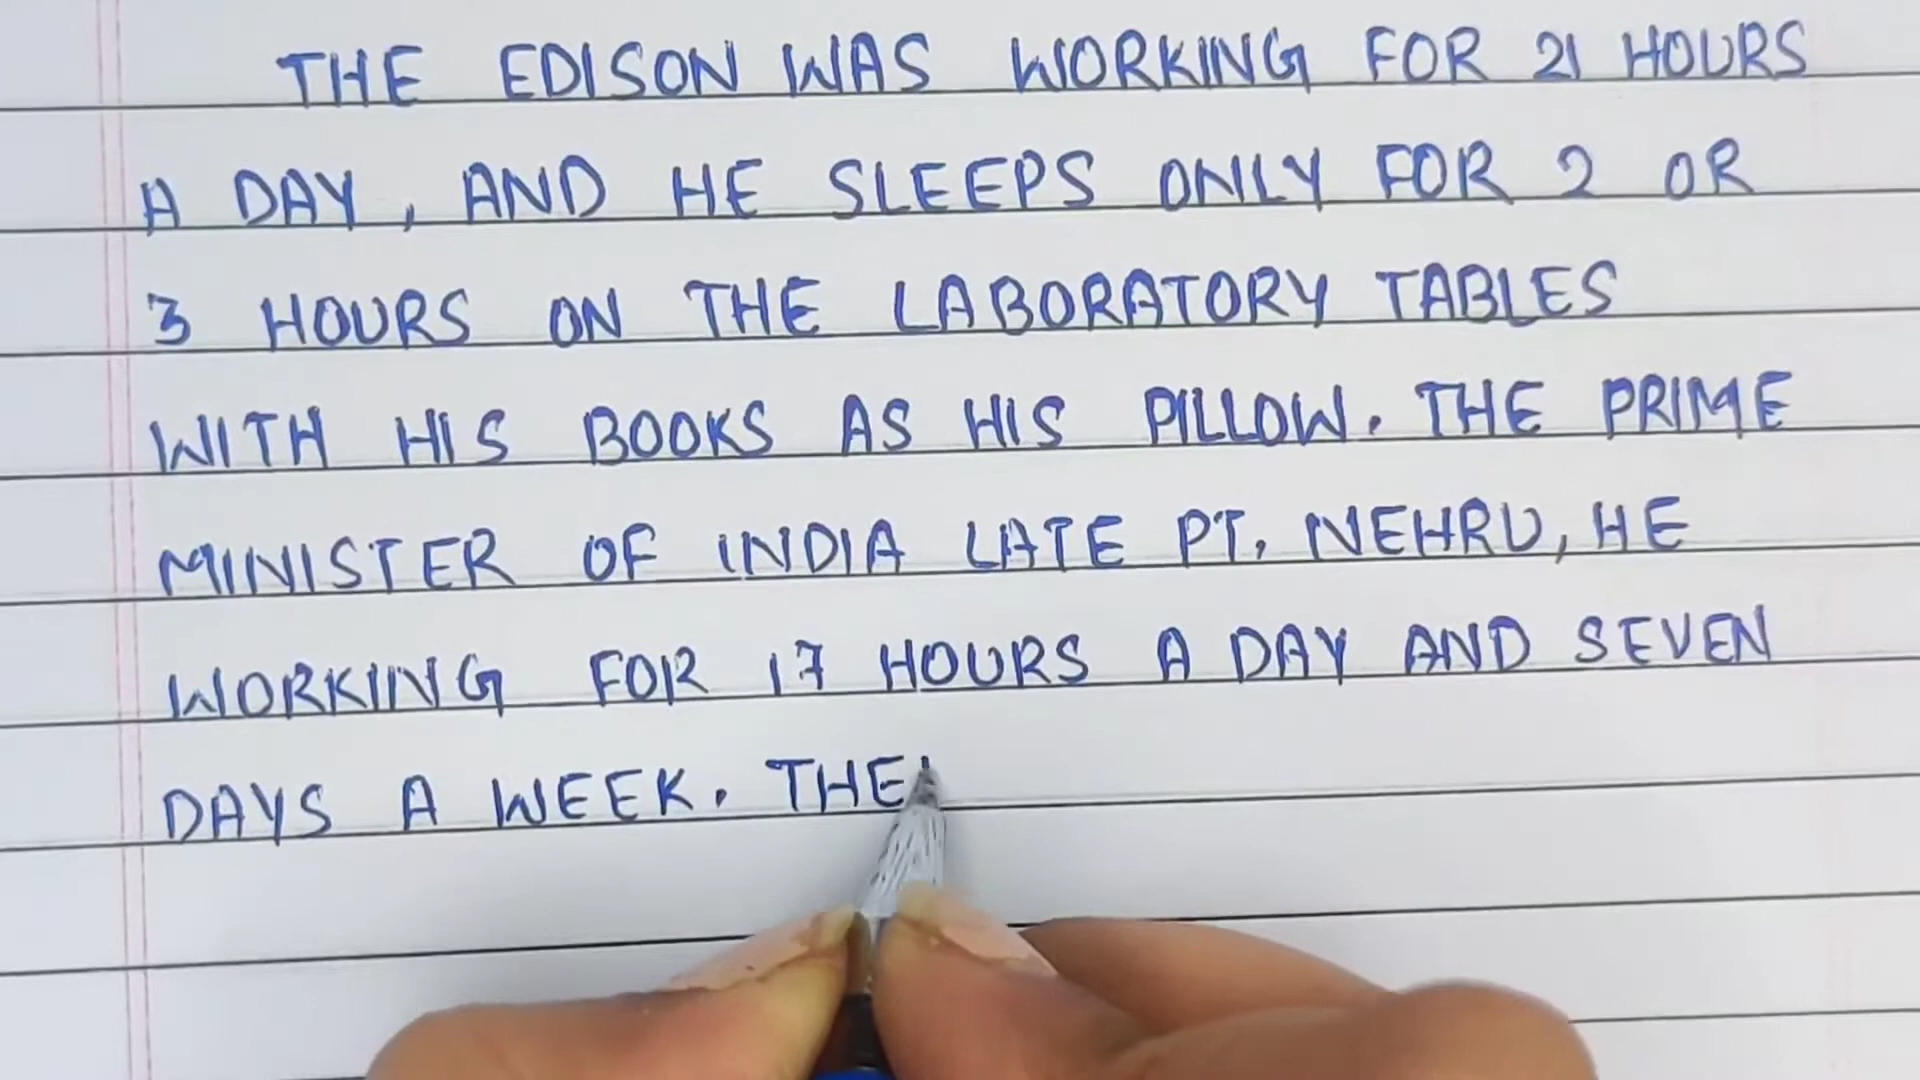 THE EDISON WAS WORKING FOR 21 HOURS
A DAY, AND HE SLEEPS ONLY FOR 2 OR
3 HOURS ON THE LABORATORY TABLES
WITH HIS BOOKS AS HIS PILLOW. THE PRIME
MINISTER OF INDIA LATE PT. NEHRU, HE
WORKING FOR 17 HOURS A DAY AND SEVEN
DAYS A WEEK. THE